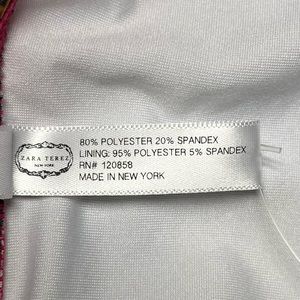 ZARA TEREZ
NEW YORK
80% POLYESTER 20% SPANDEX
LINING: 95% POLYESTER 5% SPANDEX
RN# 120858
MADE IN NEW YORK